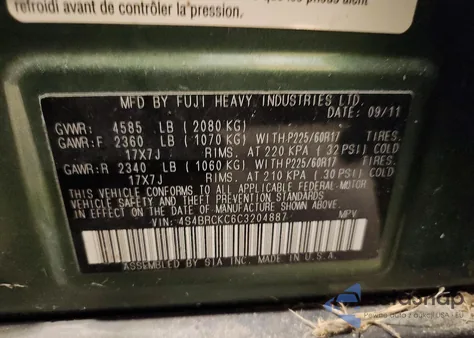 refroidi avant de contrôler la pression.
MFD BY FUJI HEAVY INDUSTRIES LTD.
DATE: 09/11
GVWR: 4585 LB (2080 KG)
GAWR:F 2360 LB (1070 KG) WITH P225/60R17 TIRES,
17X7J RIMS, AT 220 KPA (32 PSI) COLD
GAWR:R 2340 LB (1060 KG) WITH P225/60R17 TIRES,
17X7J RIMS, AT 210 KPA (30 PSI) COLD
THIS VEHICLE CONFORMS TO ALL APPLICABLE FEDERAL MOTOR
VEHICLE SAFETY AND THEFT PREVENTION STANDARDS
IN EFFECT ON THE DATE OF MANUFACTURE SHOWN ABOVE.
VIN: 4S4BRCKC6C3204887 MPV
ASSEMBLED BY SIA INC. MADE IN U.S.A.